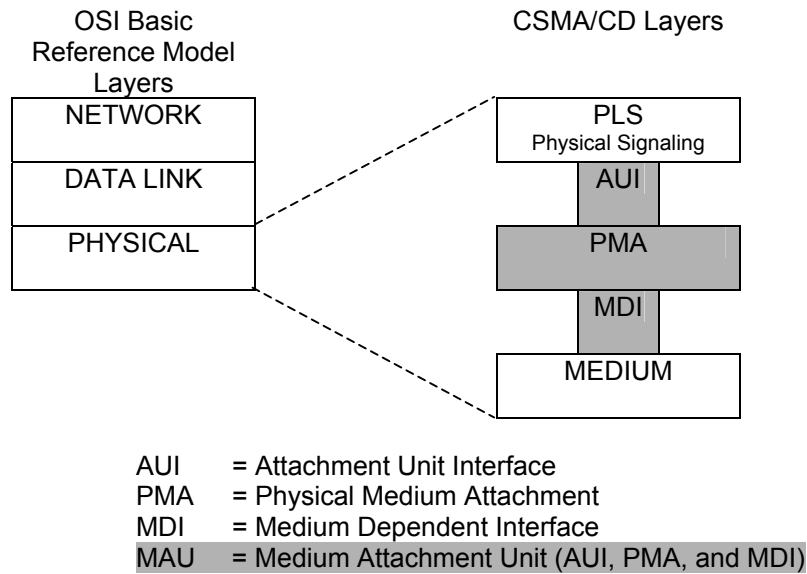 OSI Basic
Reference Model
Layers
NETWORK
DATA LINK
PHYSICAL
CSMA/CD Layers
PLS
Physical Signaling
AUI
PMA
MDI
MEDIUM
AUI = Attachment Unit Interface
PMA = Physical Medium Attachment
MDI = Medium Dependent Interface
MAU = Medium Attachment Unit (AUI, PMA, and MDI)